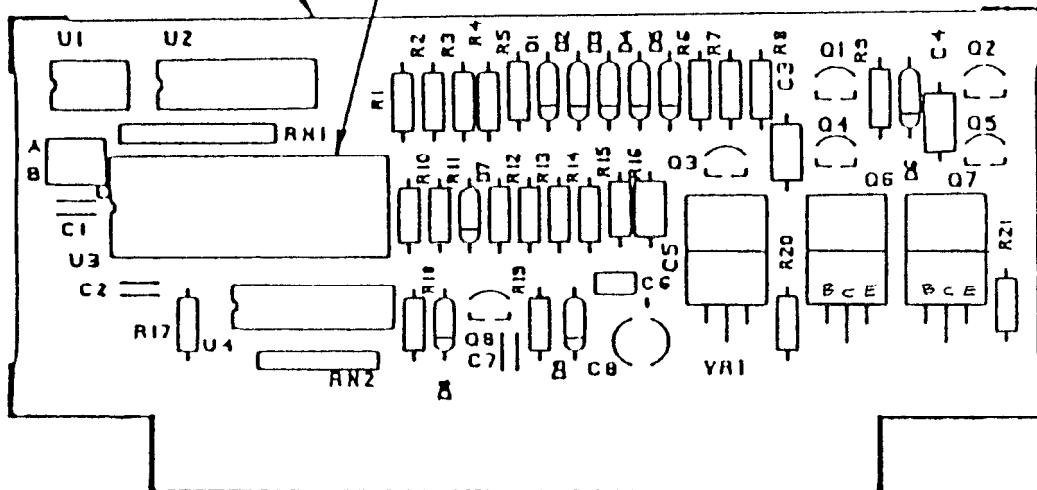 U1 U2 R2 R3 R4 R5 D1 D2 D3 D4 D5 R6 R7 R8 C3 Q1 R9 C4 Q2
R1
A
B
RN1
Q4 Q5
R10 R11 D7 R12 R13 R14 R15 R16 Q3 Q6 Q7
C1
U3
C5 R20 R21
C2 R18 R19 C6
B C E B C E
R17 U4 Q8
C7 C8 VR1
RN2